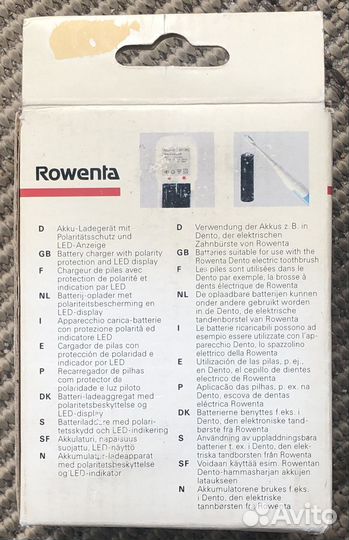 Rowenta
D Akku-Ladegerät mit
Polaritätsschutz und
LED-Anzeige
GB Battery charger with polarity
protection and LED display
F Chargeur de piles avec
protection de polarité et
indication par LED
NL Batterij-oplader met
polariteitsbescherming en
LED-display
I Apparecchio carica-batterie
con protezione polarità ed
indicatore LED
E Cargador de pilas con
protección de polaridad e
indicador por LED
P Recarregador de pilhas
com protector da
polaridade e luz piloto
DK Batteri-ladeaggregat med
polaritetsbeskyttelse og
LED-display
S Batteriladdare med polari-
tetsskydd och LED-indikering
SF Akkulaturi, napaisuus
suojattu, LED-näyttö
N Akkumulatir-ladeapparat
med polaritetsbeskyttelse
og LED-indikator
D Verwendung der Akkus z. B. in
Dento, der elektrischen
Zahnbürste von Rowenta
GB Batteries suitable for use with the
Rowenta Dento electric toothbrush
F Les piles sont utilisées dans le
Dento par exemple, la brosse à
dents électrique de Rowenta
NL De oplaadbare batterijen kunnen
onder andere gebruikt worden
in de Dento, de elektrische
tandenborstel van Rowenta
I Le batterie ricaricabili possono ad
esempio essere utilizzate con l'ap-
parecchio Dento, lo spazzolino
elettrico della Rowenta
E Utilización de las pilas, p. ej.,
en Dento, el cepillo de dientes
eléctrico de Rowenta
P Aplicação das pilhas, p. ex. na
Dento, escova de dentas
eléctrica Rowenta
DK Batterierne benyttes f.eks. i
Dento, den elektroniske tand-
børste fra Rowenta
S Användning av uppladdningsbara
batterier t. ex. i Dento, den elek-
triska tandborsten från Rowenta
SF Voidaan käyttää esim. Rowentan
Dento-hammasharjan akkujen
lataukseen
N Akkumulatorene brukes f.eks.
i Dento, den elektriske
tannbørsten fra Rowenta
Avito